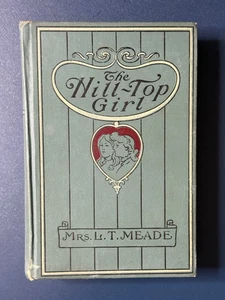 The
Hill-Top
Girl
MRS. L. T. MEADE